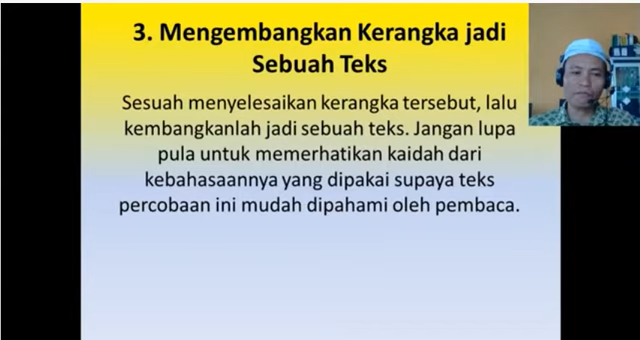 3. Mengembangkan Kerangka jadi
Sebuah Teks
Sesuah menyelesaikan kerangka tersebut, lalu
kembangkanlah jadi sebuah teks. Jangan lupa
pula untuk memerhatikan kaidah dari
kebahasaannya yang dipakai supaya teks
percobaan ini mudah dipahami oleh pembaca.